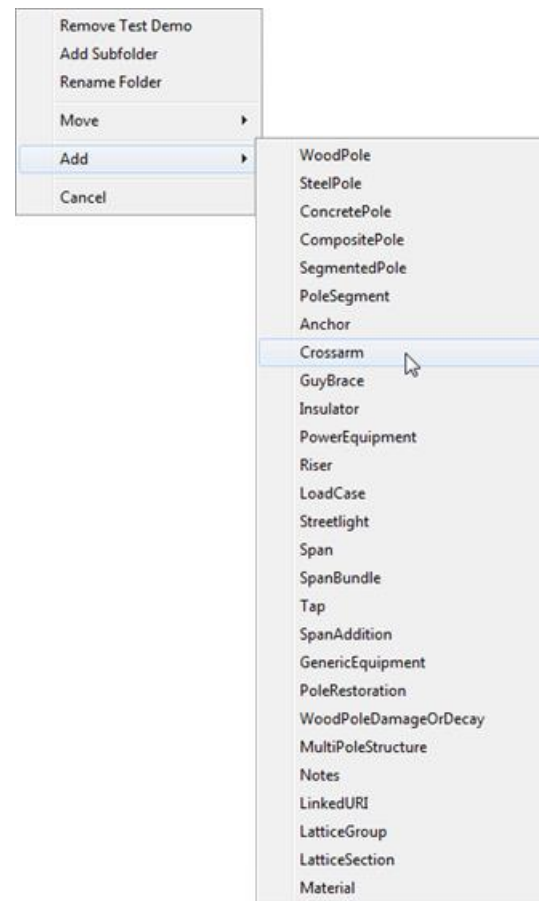 Remove Test Demo
Add Subfolder
Rename Folder
Move
Add
Cancel
WoodPole
SteelPole
ConcretePole
CompositePole
SegmentedPole
PoleSegment
Anchor
Crossarm
GuyBrace
Insulator
PowerEquipment
Riser
LoadCase
Streetlight
Span
SpanBundle
Tap
SpanAddition
GenericEquipment
PoleRestoration
WoodPoleDamageOrDecay
MultiPoleStructure
Notes
LinkedURI
LatticeGroup
LatticeSection
Material